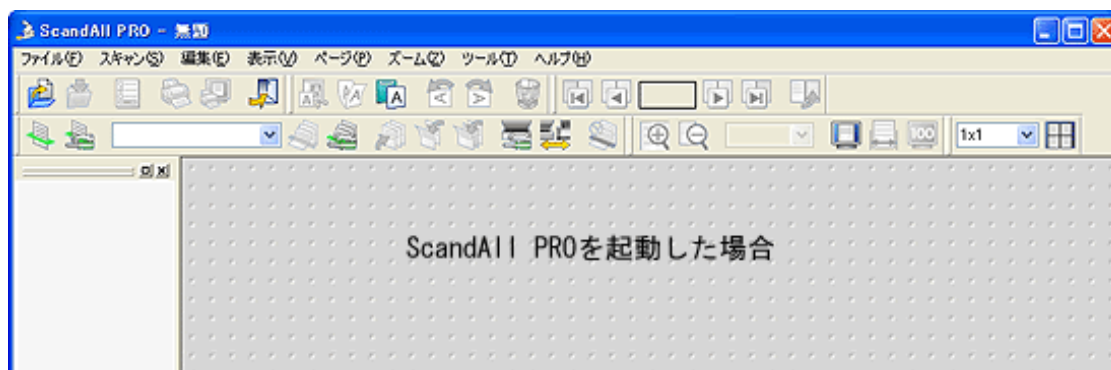 ScandAll PRO - 無題
ファイル(F) スキャン(S) 編集(E) 表示(V) ページ(P) ズーム(Z) ツール(T) ヘルプ(H)
A A
100 1x1
ScandAll PROを起動した場合